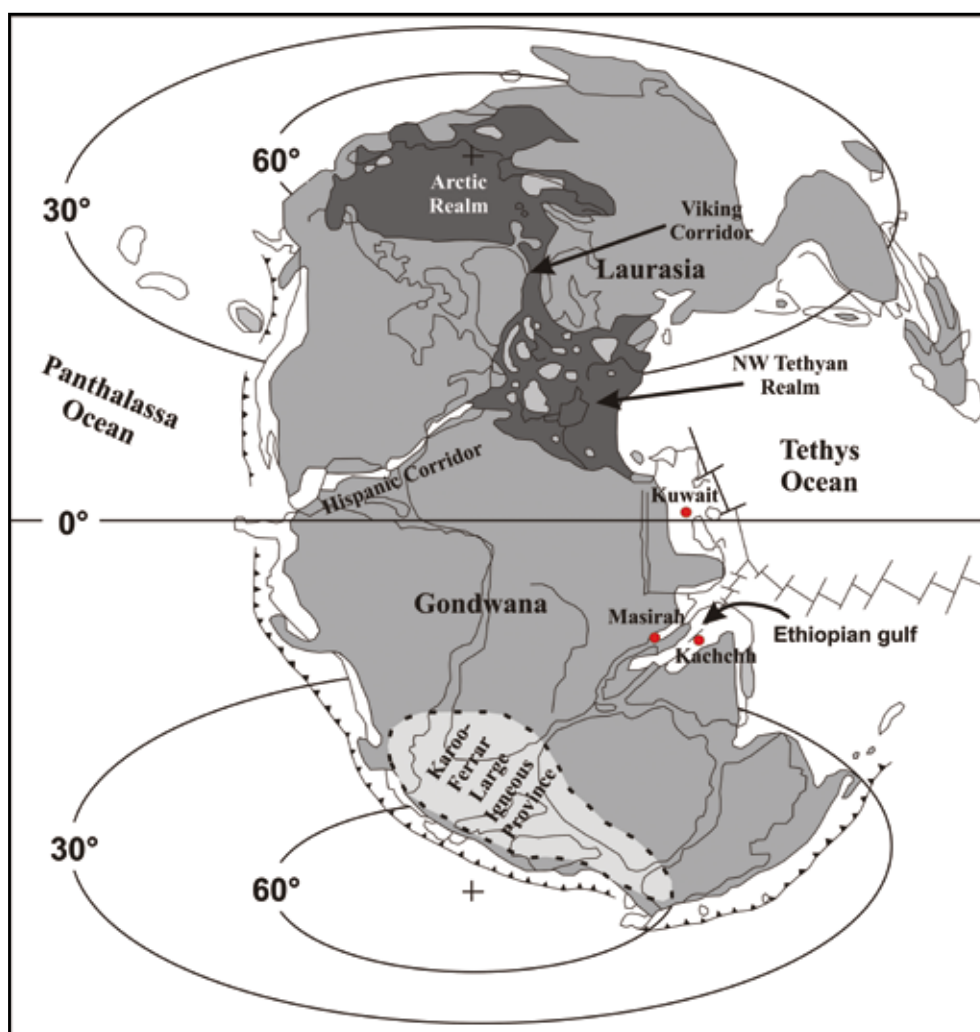 60°
30°
Arctic
Realm
Viking
Corridor
Laurasia
Panthalassa
Ocean
NW Tethyan
Realm
Tethys
Ocean
Hispanic Corridor
Kuwait
0°
Gondwana
Masirah
Ethiopian gulf
Kachchh
Karoo-
Ferrar
Large
Igneous
Province
30°
60°